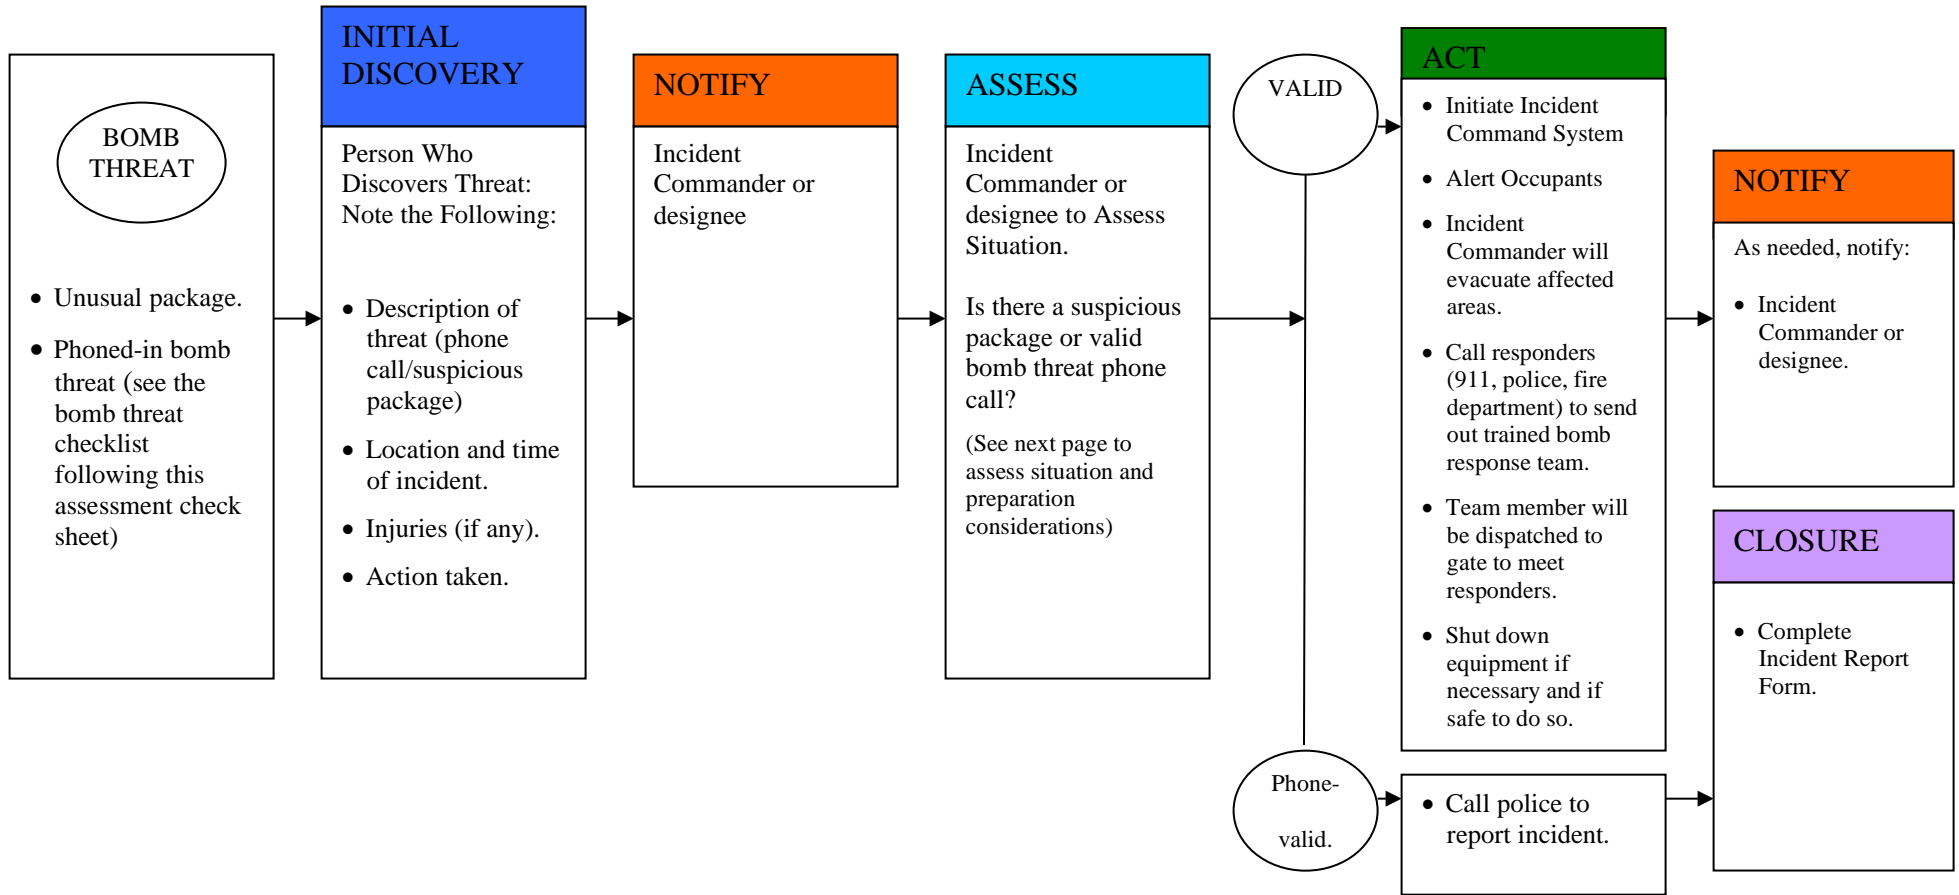 BOMB
THREAT
• Unusual package.
• Phoned-in bomb
threat (see the
bomb threat
checklist
following this
assessment check
sheet)
INITIAL
DISCOVERY
Person Who
Discovers Threat:
Note the Following:
• Description of
threat (phone
call/suspicious
package)
• Location and time
of incident.
• Injuries (if any).
• Action taken.
NOTIFY
Incident
Commander or
designee
ASSESS
Incident
Commander or
designee to Assess
Situation.
Is there a suspicious
package or valid
bomb threat phone
call?
(See next page to
assess situation and
preparation
considerations)
VALID
ACT
• Initiate Incident
Command System
• Alert Occupants
• Incident
Commander will
evacuate affected
areas.
• Call responders
(911, police, fire
department) to send
out trained bomb
response team.
• Team member will
be dispatched to
gate to meet
responders.
• Shut down
equipment if
necessary and if
safe to do so.
NOTIFY
As needed, notify:
• Incident
Commander or
designee.
Phone-
valid.
• Call police to
report incident.
CLOSURE
• Complete
Incident Report
Form.